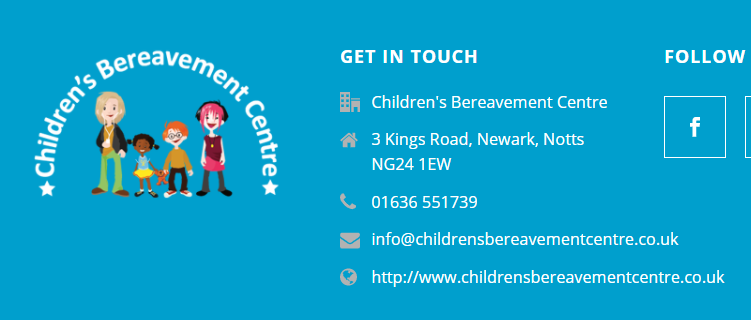 Children's Bereavement Centre
GET IN TOUCH
Children's Bereavement Centre
3 Kings Road, Newark, Notts
NG24 1EW
01636 551739
info@childrensbereavementcentre.co.uk
http://www.childrensbereavementcentre.co.uk
FOLLOW
f